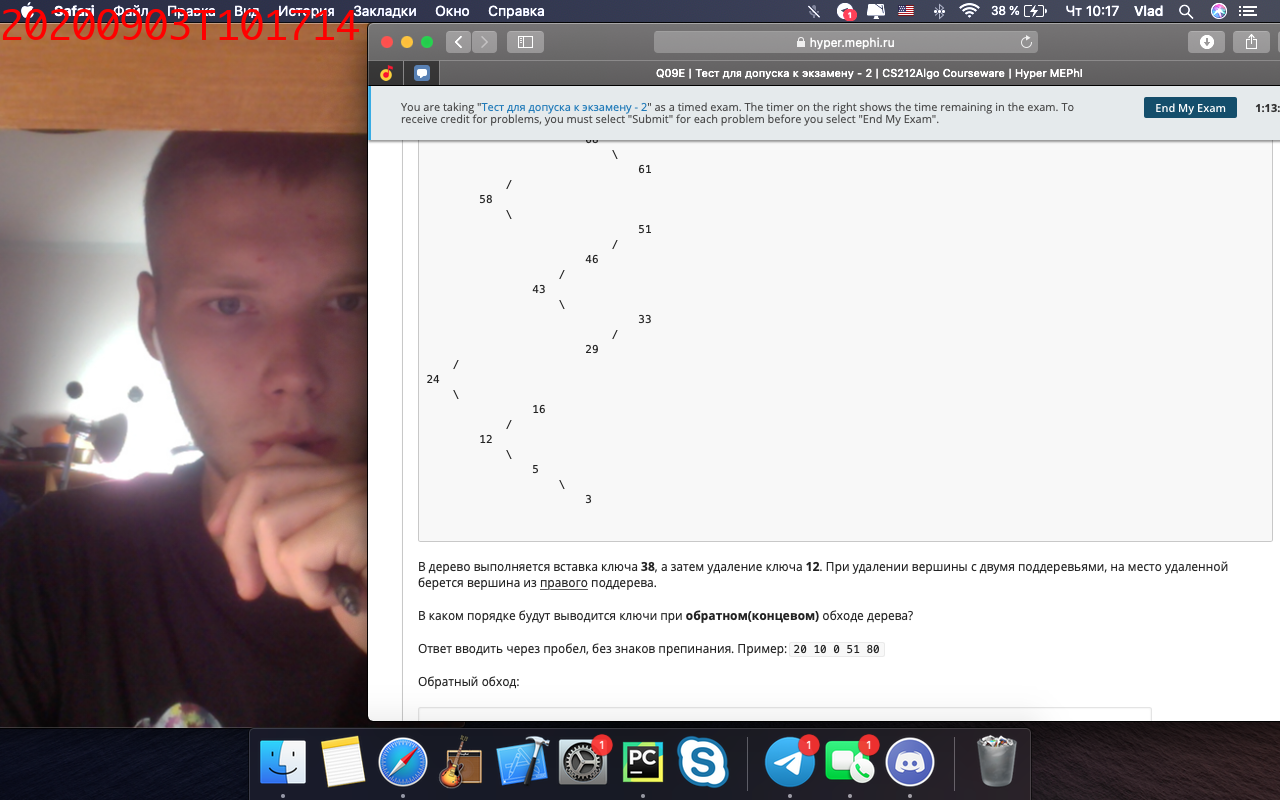 20200903T101714
Safari Файл Правка Вид История Закладки Окно Справка
1 38 % Чт 10:17 Vlad
hyper.mephi.ru
Q09E | Тест для допуска к экзамену - 2 | CS212Algo Courseware | Hyper MEPhI
You are taking "Тест для допуска к экзамену - 2" as a timed exam. The timer on the right shows the time remaining in the exam. To
receive credit for problems, you must select "Submit" for each problem before you select "End My Exam".
End My Exam
1:13:
\
61
/
58
\
51
/
46
/
43
\
33
/
29
/
24
\
16
/
12
\
5
\
3
В дерево выполняется вставка ключа 38, а затем удаление ключа 12. При удалении вершины с двумя поддеревьями, на место удаленной
берется вершина из правого поддерева.
В каком порядке будут выводится ключи при обратном(концевом) обходе дерева?
Ответ вводить через пробел, без знаков препинания. Пример: 20 10 0 51 80
Обратный обход:
1 PC 1 1